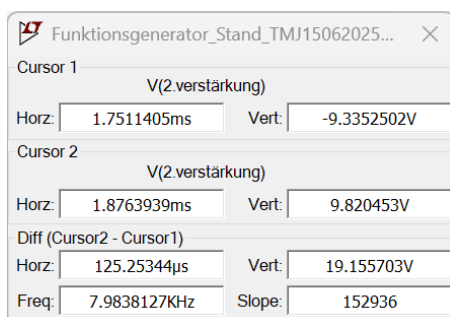 Funktionsgenerator_Stand_TMJ15062025...
Cursor 1
V(2.verstärkung)
Horz: 1.7511405ms Vert: -9.3352502V
Cursor 2
V(2.verstärkung)
Horz: 1.8763939ms Vert: 9.820453V
Diff (Cursor2 - Cursor1)
Horz: 125.25344µs Vert: 19.155703V
Freq: 7.9838127KHz Slope: 152936